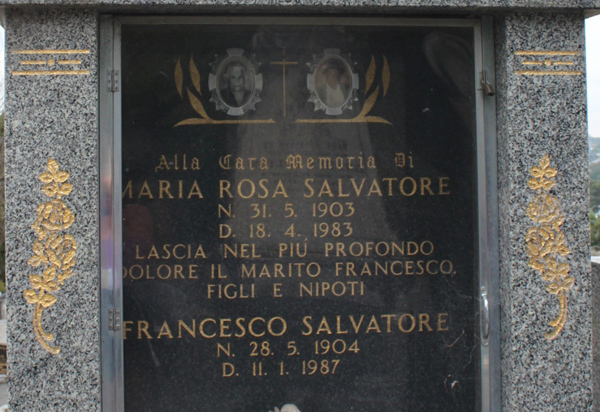 Alla Cara Memoria Di
MARIA ROSA SALVATORE
N. 31. 5. 1903
D. 18. 4. 1983
LASCIA NEL PIÚ PROFONDO
DOLORE IL MARITO FRANCESCO.
FIGLI E NIPOTI
FRANCESCO SALVATORE
N. 28. 5. 1904
D. 11. 1. 1987